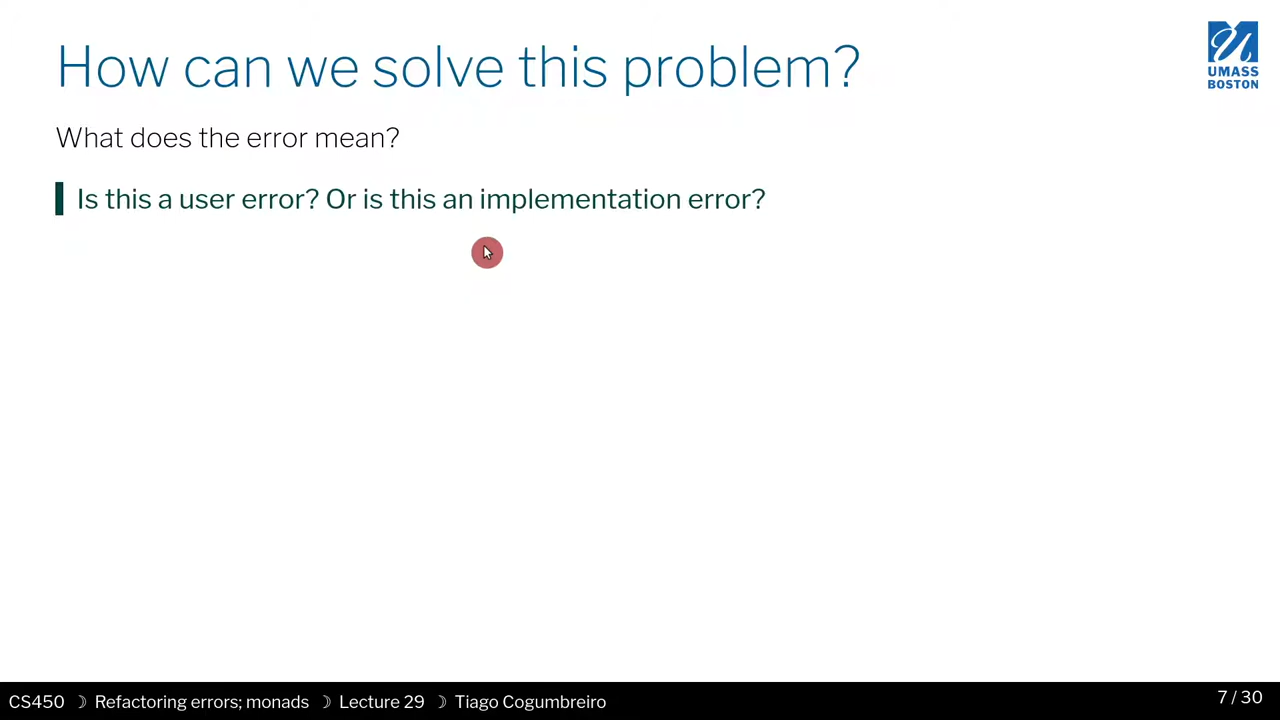 How can we solve this problem?
UMASS
BOSTON
What does the error mean?
Is this a user error? Or is this an implementation error?
CS450 ☽ Refactoring errors; monads ☽ Lecture 29 ☽ Tiago Cogumbreiro
7 / 30